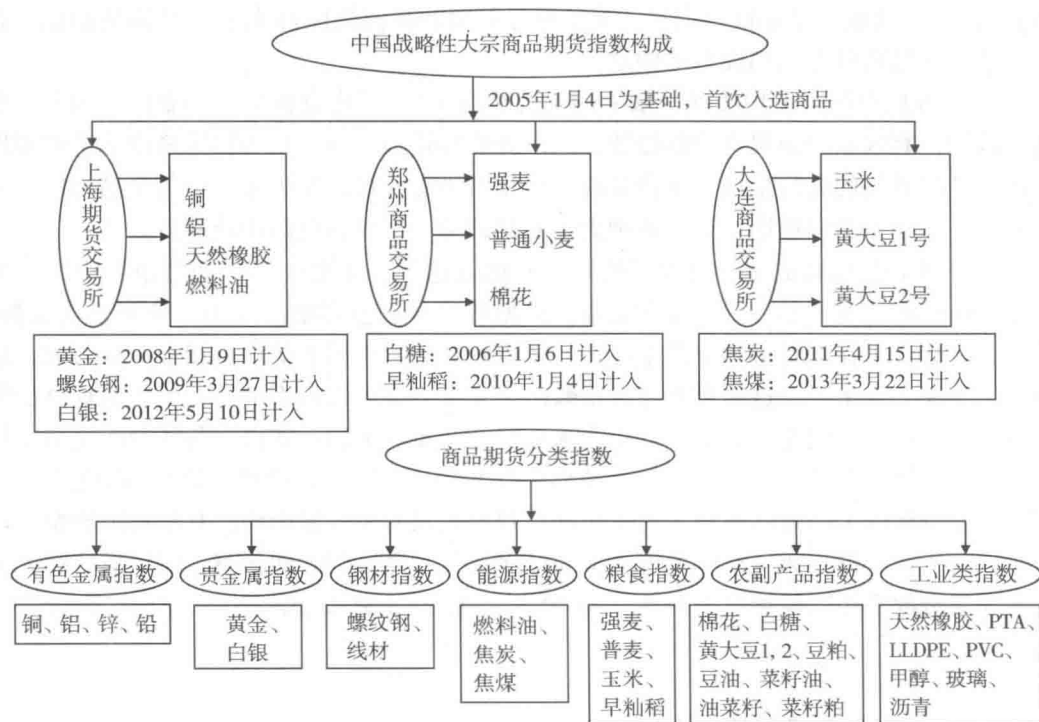 中国战略性大宗商品期货指数构成
2005年1月4日为基础，首次入选商品
上海期货交易所
铜
铝
天然橡胶
燃料油
郑州商品交易所
强麦
普通小麦
棉花
大连商品交易所
玉米
黄大豆1号
黄大豆2号
黄金：2008年1月9日计入
螺纹钢：2009年3月27日计入
白银：2012年5月10日计入
白糖：2006年1月6日计入
早籼稻：2010年1月4日计入
焦炭：2011年4月15日计入
焦煤：2013年3月22日计入
商品期货分类指数
有色金属指数
铜、铝、锌、铅
贵金属指数
黄金、
白银
钢材指数
螺纹钢、
线材
能源指数
燃料油、
焦炭、
焦煤
粮食指数
强麦、
普麦、
玉米、
早籼稻
农副产品指数
棉花、白糖、
黄大豆1，2、豆粕、
豆油、菜籽油、
油菜籽、菜籽粕
工业类指数
天然橡胶、PTA、
LLDPE、PVC、
甲醇、玻璃、
沥青